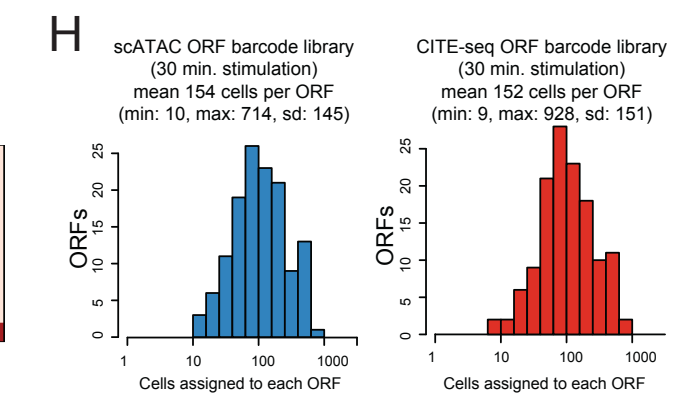 H
scATAC ORF barcode library
(30 min. stimulation)
mean 154 cells per ORF
(min: 10, max: 714, sd: 145)
ORFs
25
20
15
10
5
0
1 10 100 1000
Cells assigned to each ORF
CITE-seq ORF barcode library
(30 min. stimulation)
mean 152 cells per ORF
(min: 9, max: 928, sd: 151)
ORFs
25
20
15
10
5
0
1 10 100 1000
Cells assigned to each ORF